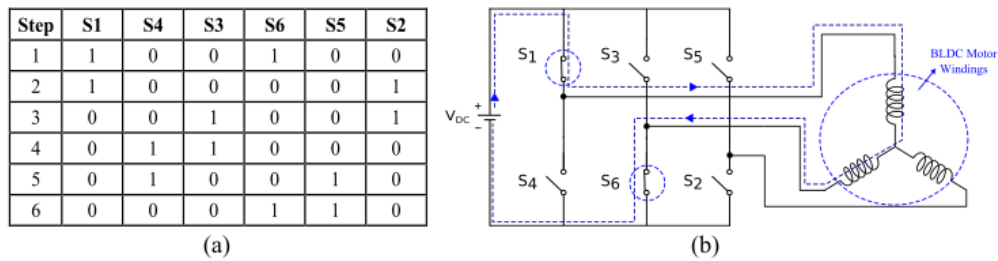 Step S1 S4 S3 S6 S5 S2
1 1 0 0 1 0 0
2 1 0 0 0 0 1
3 0 0 1 0 0 1
4 0 1 1 0 0 0
5 0 1 0 0 1 0
6 0 0 0 1 1 0
(a)
S1 S3 S5
BLDC Motor
Windings
+
VDC
−
S4 S6 S2
(b)